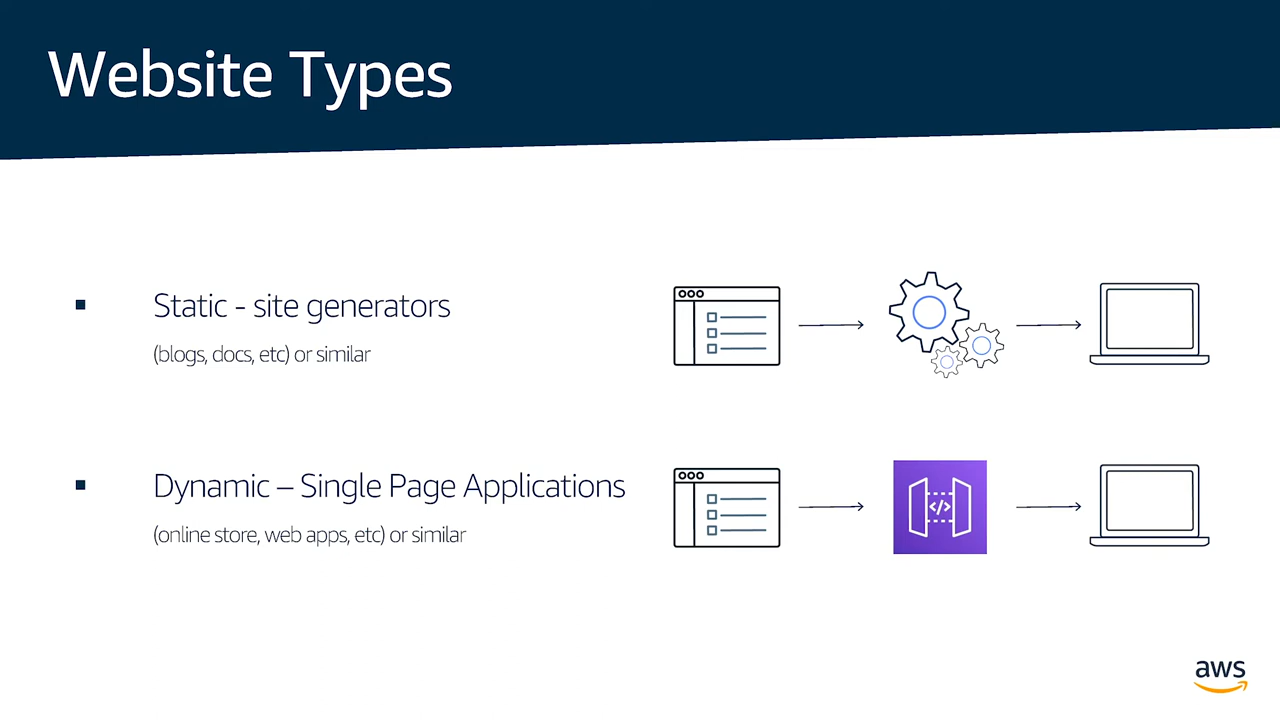 Website Types
Static - site generators
(blogs, docs, etc) or similar
Dynamic – Single Page Applications
(online store, web apps, etc) or similar
</>
aws